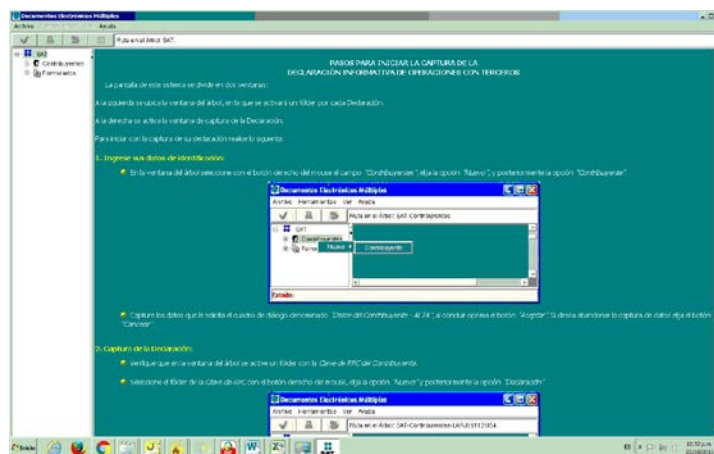 Documentos Electrónicos Múltiples
Archivo Ayuda
Ruta en el Árbol: SAT.
SAT
Contribuyentes
Formularios
PASOS PARA INICIAR LA CAPTURA DE LA
DECLARACIÓN INFORMATIVA DE OPERACIONES CON TERCEROS
La pantalla de este sistema se divide en dos ventanas:
A la izquierda se ubica la ventana del árbol, en la que se activará un fólder por cada Declaración.
A la derecha se activa la ventana de captura de la Declaración.
Para iniciar con la captura de su declaración realice lo siguiente:
1. Ingrese sus datos de identificación:
En la ventana del árbol seleccione con el botón derecho del mouse el campo "Contribuyentes", elija la opción "Nuevo", y posteriormente la opción "Contribuyente".
Documentos Electrónicos Múltiples
Archivo Herramientas Ver Ayuda
Ruta en el Árbol: SAT-Contribuyentes
SAT
Contribuyentes
Nuevo Contribuyente
Estado:
Capture los datos que le solicita el cuadro de diálogo denominado "Datos del Contribuyente - ALTA", al concluir oprima el botón "Aceptar". Si desea abandonar la captura de datos elija el botón
"Cancelar".
2. Captura de la Declaración:
Verifique que en la ventana del árbol se active un fólder con la Clave de RFC del Contribuyente.
Seleccione el fólder de la Clave de RFC con el botón derecho del mouse, elija la opción "Nuevo" y posteriormente la opción "Declaración".
Documentos Electrónicos Múltiples
Archivo Herramientas Ver Ayuda
Inicio
SAT